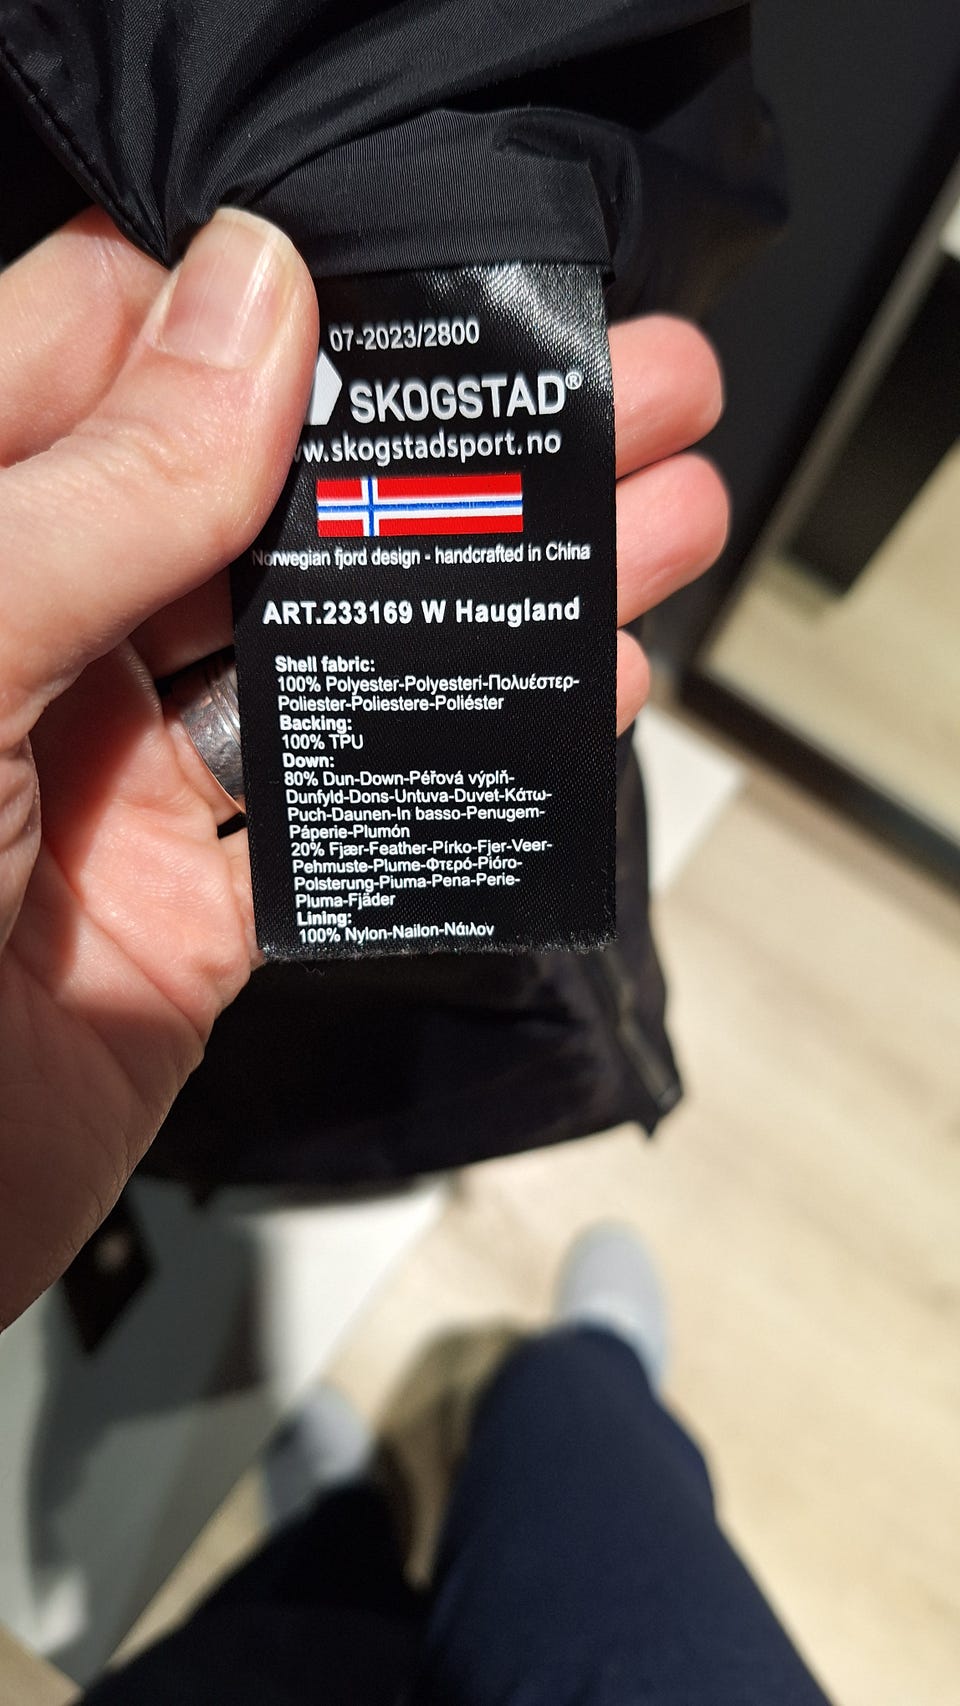 07-2023/2800
SKOGSTAD®
w.skogstadsport.no
Norwegian fjord design - handcrafted in China
ART.233169 W Haugland
Shell fabric:
100% Polyester-Polyesteri-Πολυέστερ-
Poliester-Poliestere-Poliéster
Backing:
100% TPU
Down:
80% Dun-Down-Péřová výplň-
Dunfyld-Dons-Untuva-Duvet-Κάτω-
Puch-Daunen-In basso-Penugem-
Páperie-Plumón
20% Fjær-Feather-Pírko-Fjer-Veer-
Pehmuste-Plume-Φτερό-Pióro-
Polsterung-Piuma-Pena-Perie-
Pluma-Fjäder
Lining:
100% Nylon-Nailon-Νάιλον